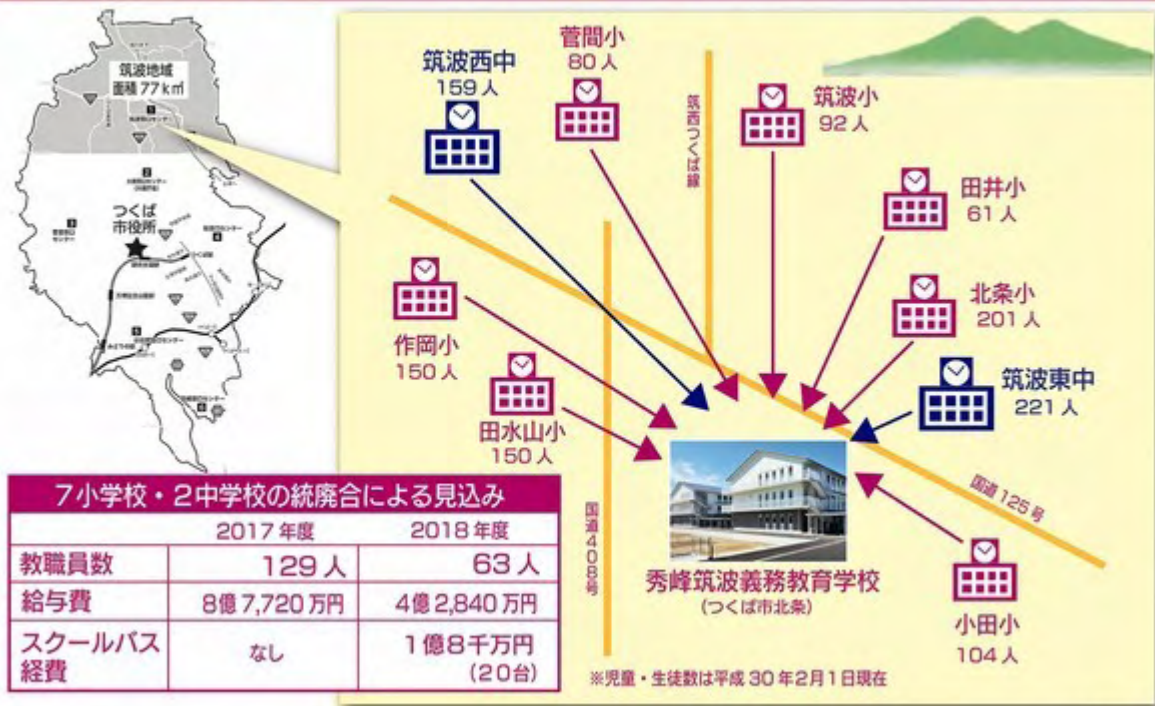 筑波地域
面積 77k㎡
つくば
市役所
筑波西中
159人
菅間小
80人
筑西つくば線
筑波小
92人
田井小
61人
北条小
201人
筑波東中
221人
作岡小
150人
田水山小
150人
国道408号
国道125号
秀峰筑波義務教育学校
(つくば市北条)
小田小
104人
※児童・生徒数は平成30年2月1日現在
7小学校・2中学校の統廃合による見込み
2017年度 2018年度
教職員数 129人 63人
給与費 8億7,720万円 4億2,840万円
スクールバス経費 なし 1億8千万円
(20台)